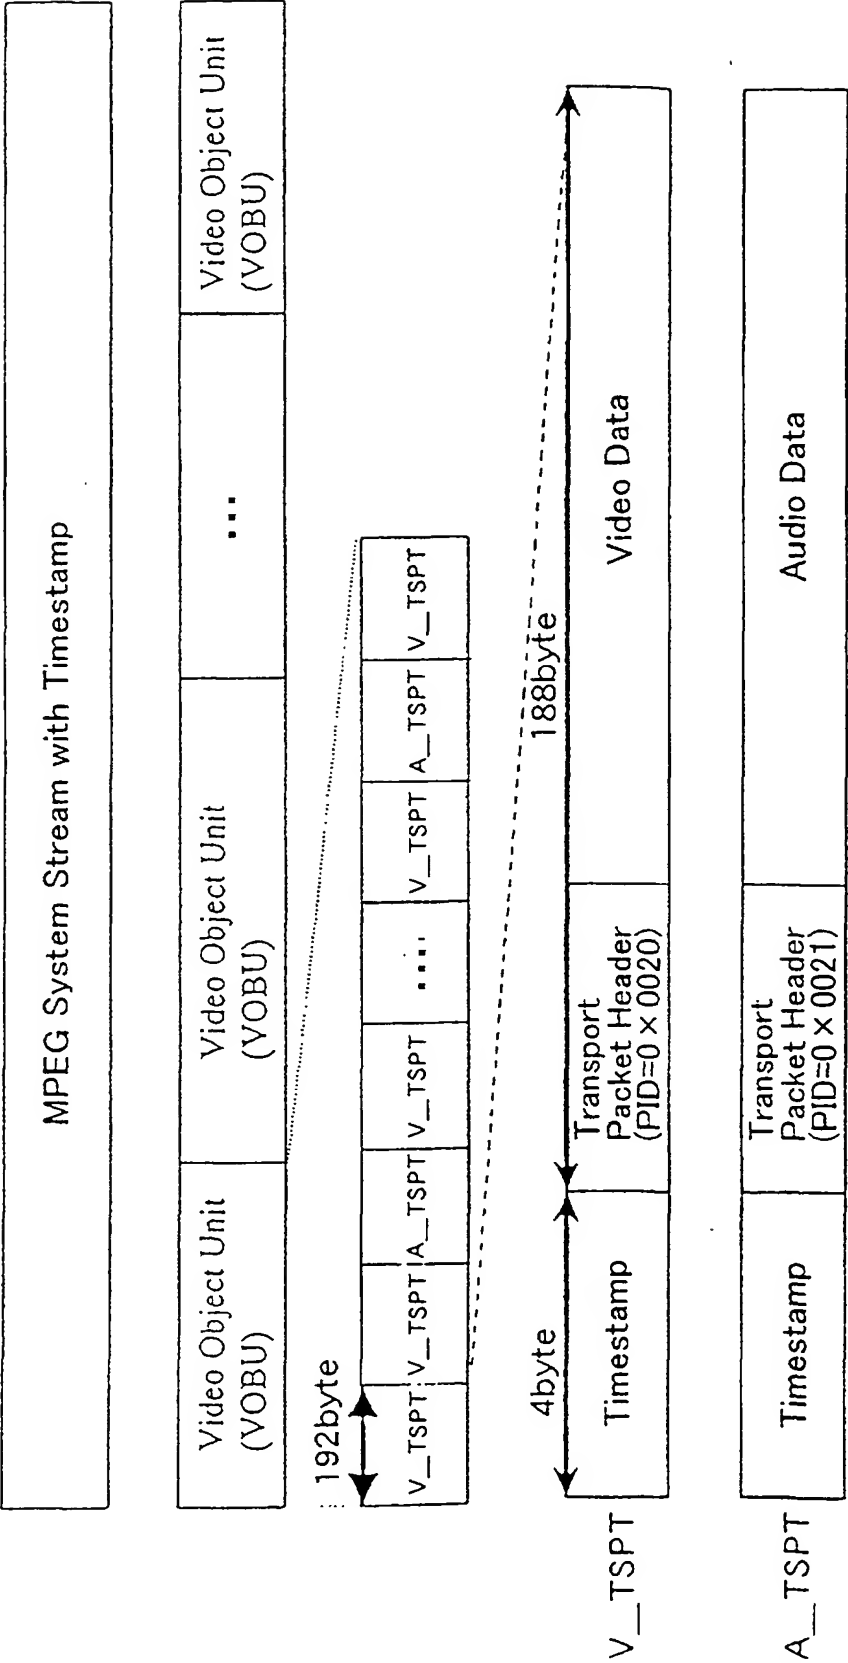 MPEG System Stream with Timestamp
Video Object Unit
(VOBU)
Video Object Unit
(VOBU)
...
Video Object Unit
(VOBU)
192byte
V_TSPT
V_TSPT
A_TSPT
V_TSPT
....
V_TSPT
A_TSPT
V_TSPT
4byte
188byte
V_TSPT
Timestamp
Transport
Packet Header
(PID=0×0020)
Video Data
A_TSPT
Timestamp
Transport
Packet Header
(PID=0×0021)
Audio Data